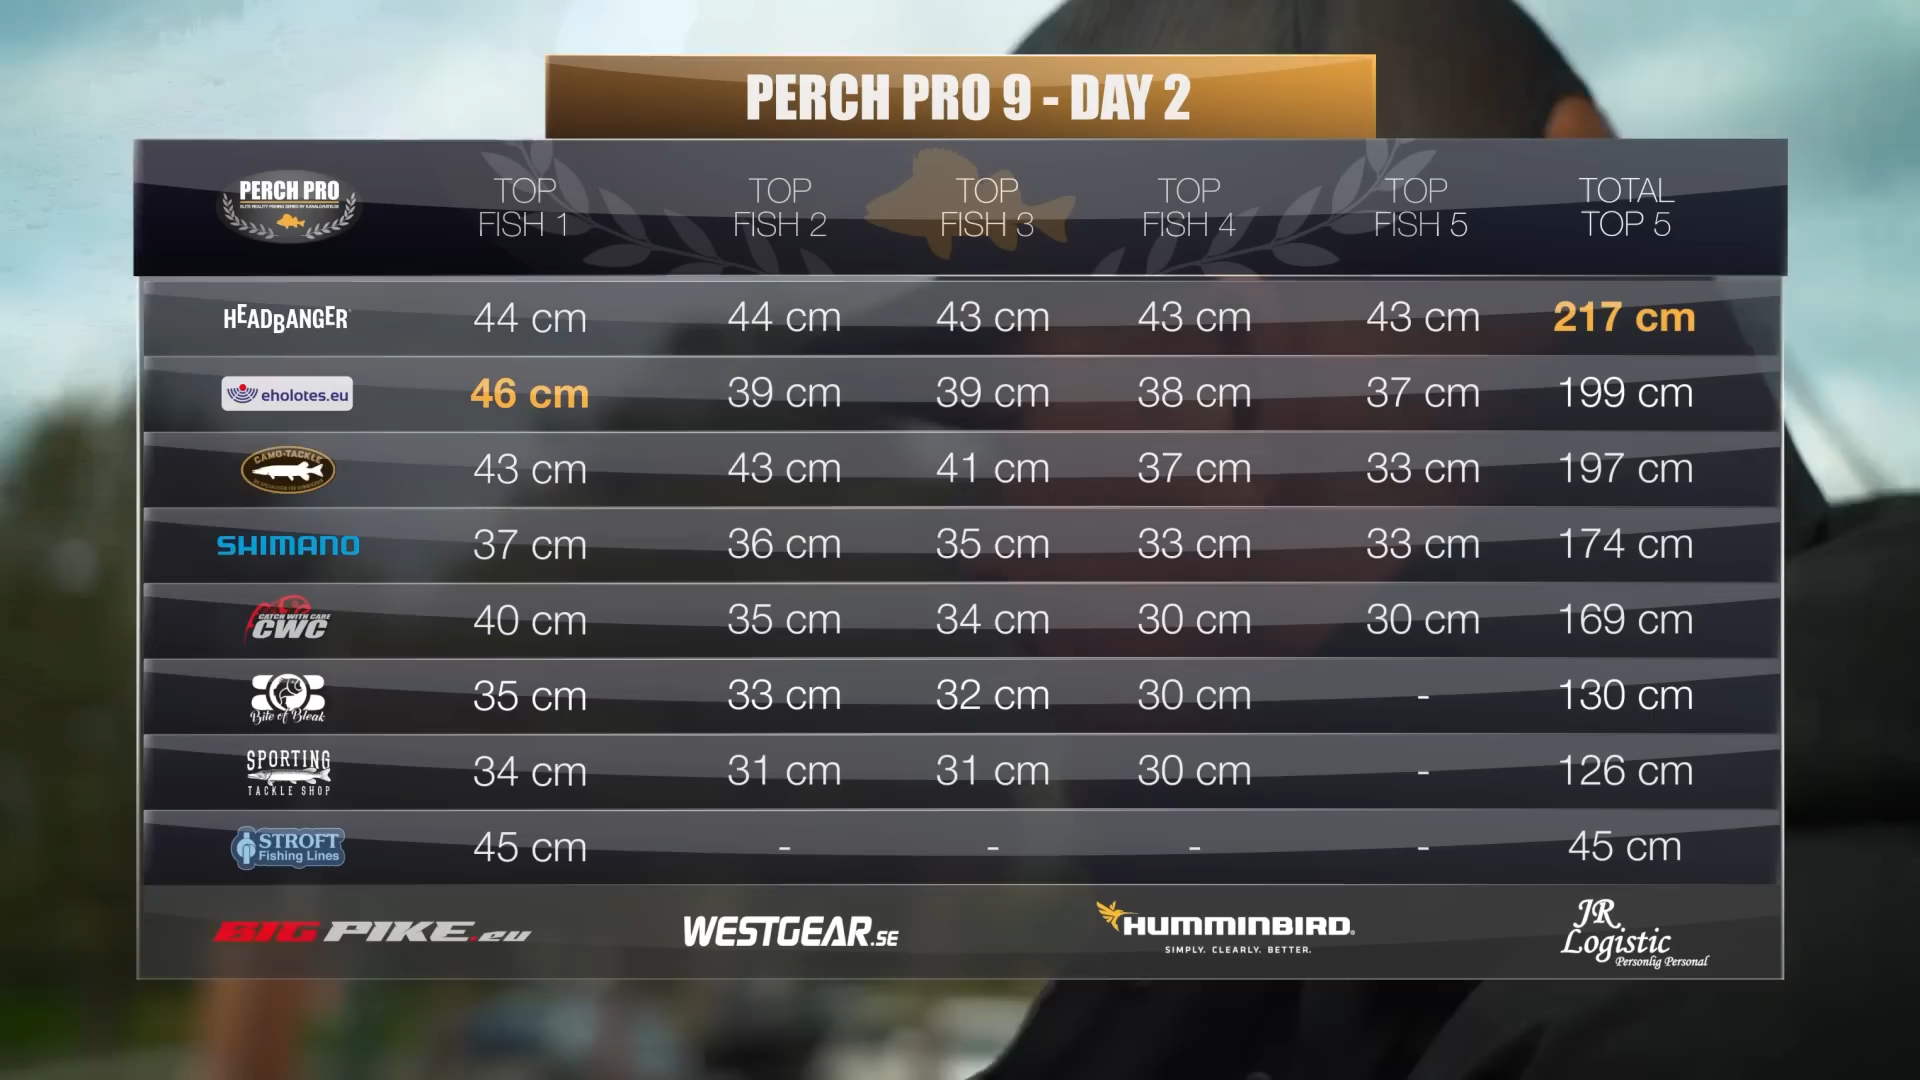 PERCH PRO 9 - DAY 2
PERCH PRO
TOP FISH 1
TOP FISH 2
TOP FISH 3
TOP FISH 4
TOP FISH 5
TOTAL TOP 5
HEADBANGER 44 cm 44 cm 43 cm 43 cm 43 cm 217 cm
eholotes.eu 46 cm 39 cm 39 cm 38 cm 37 cm 199 cm
CAMO-TACKLE 43 cm 43 cm 41 cm 37 cm 33 cm 197 cm
SHIMANO 37 cm 36 cm 35 cm 33 cm 33 cm 174 cm
CATCH WITH CARE
CWC 40 cm 35 cm 34 cm 30 cm 30 cm 169 cm
Bite of Bleak 35 cm 33 cm 32 cm 30 cm - 130 cm
SPORTING
TACKLE SHOP 34 cm 31 cm 31 cm 30 cm - 126 cm
STROFT
Fishing Lines 45 cm - - - - 45 cm
BIG PIKE.eu
WESTGEAR.SE
HUMMINBIRD
SIMPLY. CLEARLY. BETTER.
JR
Logistic
Personlig Personal